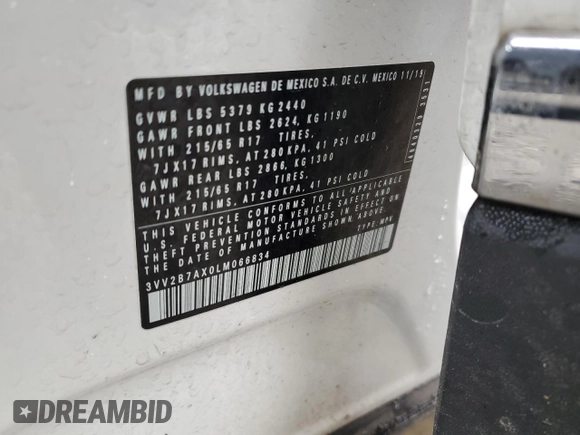 MFD BY VOLKSWAGEN DE MEXICO S.A. DE C.V. MEXICO 11/19
GVWR LBS 5379 KG 2440
GAWR FRONT LBS 2624, KG 1190
WITH 215/65 R17 TIRES,
7JX17 RIMS, AT 280 KPA, 41 PSI COLD
GAWR REAR LBS 2866, KG 1300
WITH 215/65 R17 TIRES,
7JX17 RIMS, AT 280 KPA, 41 PSI COLD
THIS VEHICLE CONFORMS TO ALL APPLICABLE
U.S. FEDERAL MOTOR VEHICLE SAFETY AND
THEFT PREVENTION STANDARDS IN EFFECT ON
THE DATE OF MANUFACTURE SHOWN ABOVE.
3VV2B7AX0LM066834 TYPE: MPV
DREAMBID